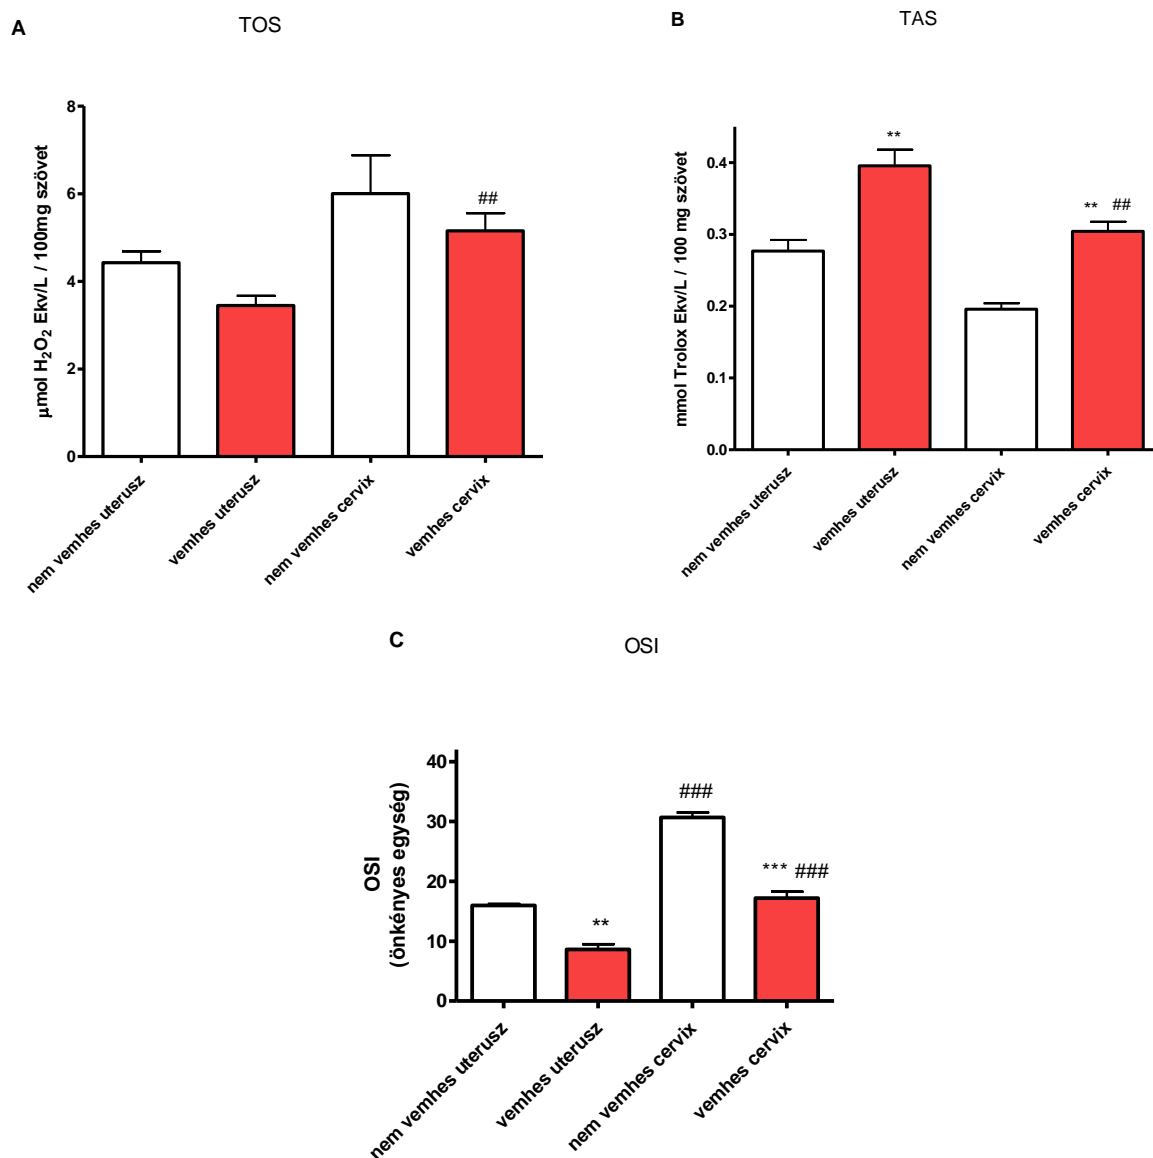 A
TOS
µmol H₂O₂ Ekv/L / 100mg szövet
8
6
4
2
0
##
nem vemhes uterusz
vemhes uterusz
nem vemhes cervix
vemhes cervix
B
TAS
mmol Trolox Ekv/L / 100 mg szövet
0.4
0.3
0.2
0.1
0.0
**
** ##
nem vemhes uterusz
vemhes uterusz
nem vemhes cervix
vemhes cervix
C
OSI
OSI
(önkényes egység)
40
30
20
10
0
**
###
*** ###
nem vemhes uterusz
vemhes uterusz
nem vemhes cervix
vemhes cervix